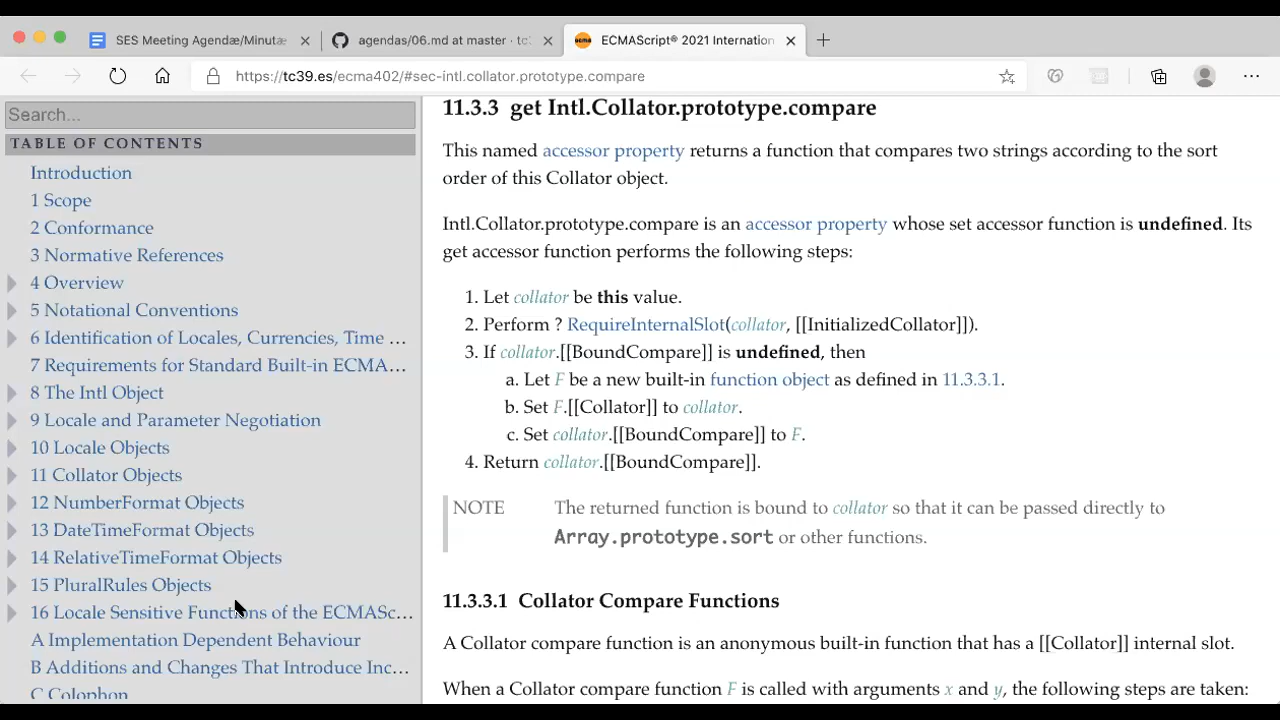 SES Meeting Agendæ/Minutæ
agendas/06.md at master · tc
ECMAScript® 2021 Internation
https://tc39.es/ecma402/#sec-intl.collator.prototype.compare
Search...
TABLE OF CONTENTS
Introduction
1 Scope
2 Conformance
3 Normative References
4 Overview
5 Notational Conventions
6 Identification of Locales, Currencies, Time ...
7 Requirements for Standard Built-in ECMA...
8 The Intl Object
9 Locale and Parameter Negotiation
10 Locale Objects
11 Collator Objects
12 NumberFormat Objects
13 DateTimeFormat Objects
14 RelativeTimeFormat Objects
15 PluralRules Objects
16 Locale Sensitive Functions of the ECMASc...
A Implementation Dependent Behaviour
B Additions and Changes That Introduce Inc...
C Colophon
11.3.3 get Intl.Collator.prototype.compare
This named accessor property returns a function that compares two strings according to the sort
order of this Collator object.
Intl.Collator.prototype.compare is an accessor property whose set accessor function is undefined. Its
get accessor function performs the following steps:
1. Let collator be this value.
2. Perform ? RequireInternalSlot(collator, [[InitializedCollator]]).
3. If collator.[[BoundCompare]] is undefined, then
a. Let F be a new built-in function object as defined in 11.3.3.1.
b. Set F.[[Collator]] to collator.
c. Set collator.[[BoundCompare]] to F.
4. Return collator.[[BoundCompare]].
NOTE The returned function is bound to collator so that it can be passed directly to
Array.prototype.sort or other functions.
11.3.3.1 Collator Compare Functions
A Collator compare function is an anonymous built-in function that has a [[Collator]] internal slot.
When a Collator compare function F is called with arguments x and y, the following steps are taken: